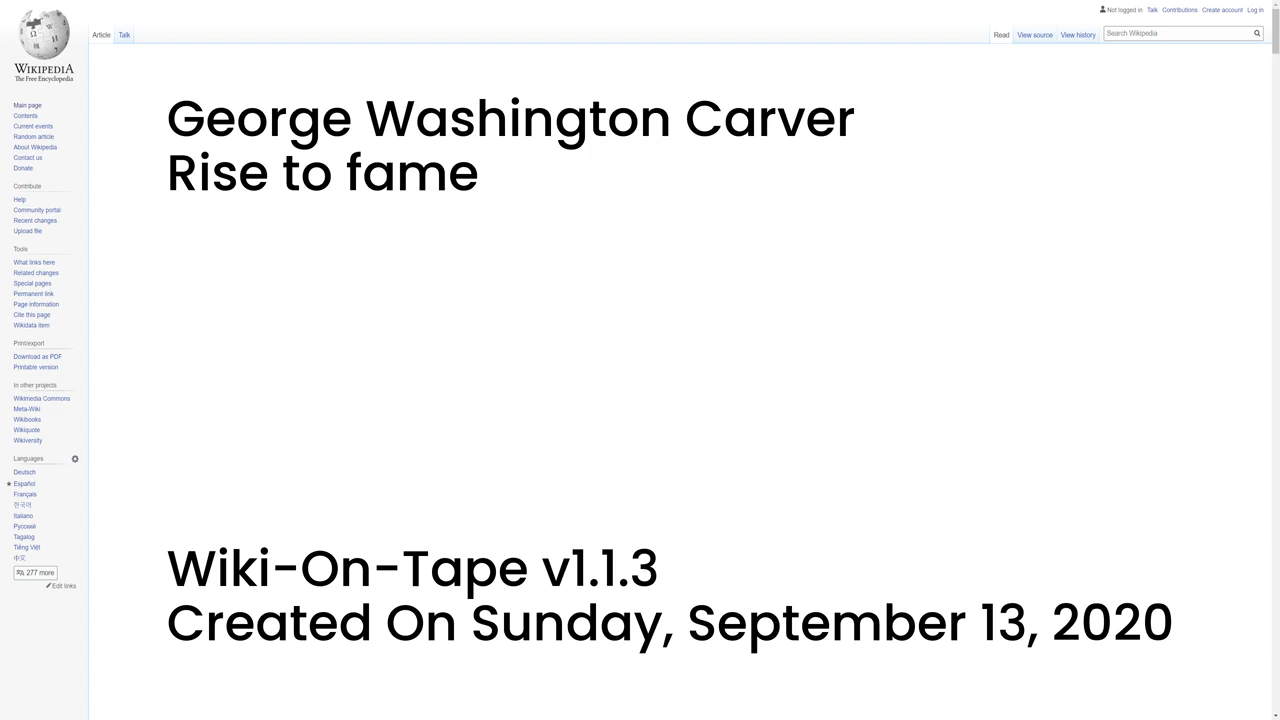 Not logged in Talk Contributions Create account Log in
Article Talk Read View source View history Search Wikipedia
WIKIPEDIA
The Free Encyclopedia
Main page
Contents
Current events
Random article
About Wikipedia
Contact us
Donate
Contribute
Help
Community portal
Recent changes
Upload file
Tools
What links here
Related changes
Special pages
Permanent link
Page information
Cite this page
Wikidata item
Print/export
Download as PDF
Printable version
In other projects
Wikimedia Commons
Meta-Wiki
Wikibooks
Wikiquote
Wikiversity
Languages
Deutsch
Español
Français
한국어
Italiano
Русский
Tagalog
Tiếng Việt
中文
277 more
Edit links
George Washington Carver
Rise to fame
Wiki-On-Tape v1.1.3
Created On Sunday, September 13, 2020